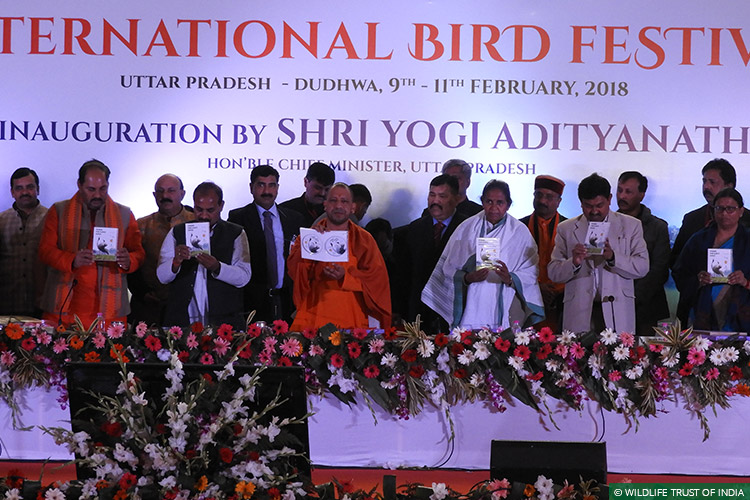 TERNATIONAL BIRD FESTIV
UTTAR PRADESH - DUDHWA, 9TH - 11TH FEBRUARY, 2018
INAUGURATION BY SHRI YOGI ADITYANATH
HON'BLE CHIEF MINISTER, UTTAR PRADESH
© WILDLIFE TRUST OF INDIA